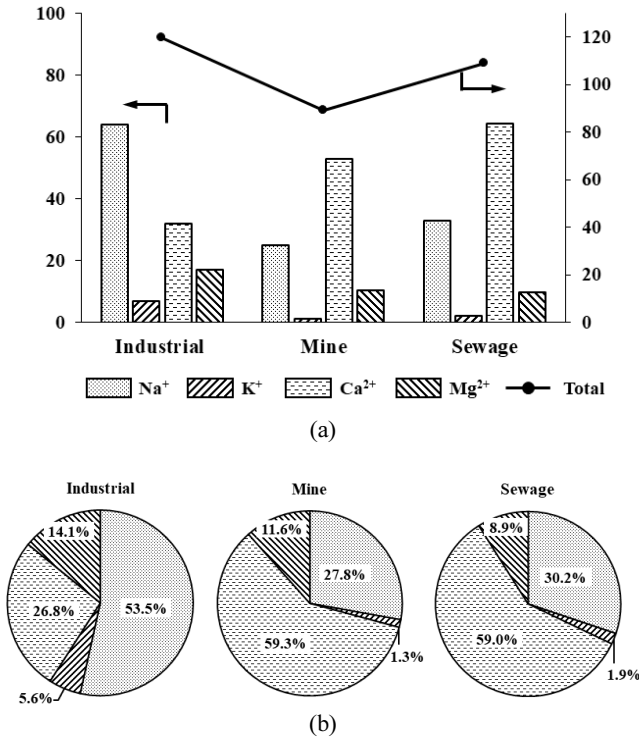 100
80
60
40
20
0
120
100
80
60
40
20
0
Industrial Mine Sewage
Na⁺ K⁺ Ca²⁺ Mg²⁺ Total
(a)
Industrial Mine Sewage
14.1% 11.6% 8.9%
53.5% 26.8% 5.6%
27.8% 59.3% 1.3%
30.2% 59.0% 1.9%
(b)